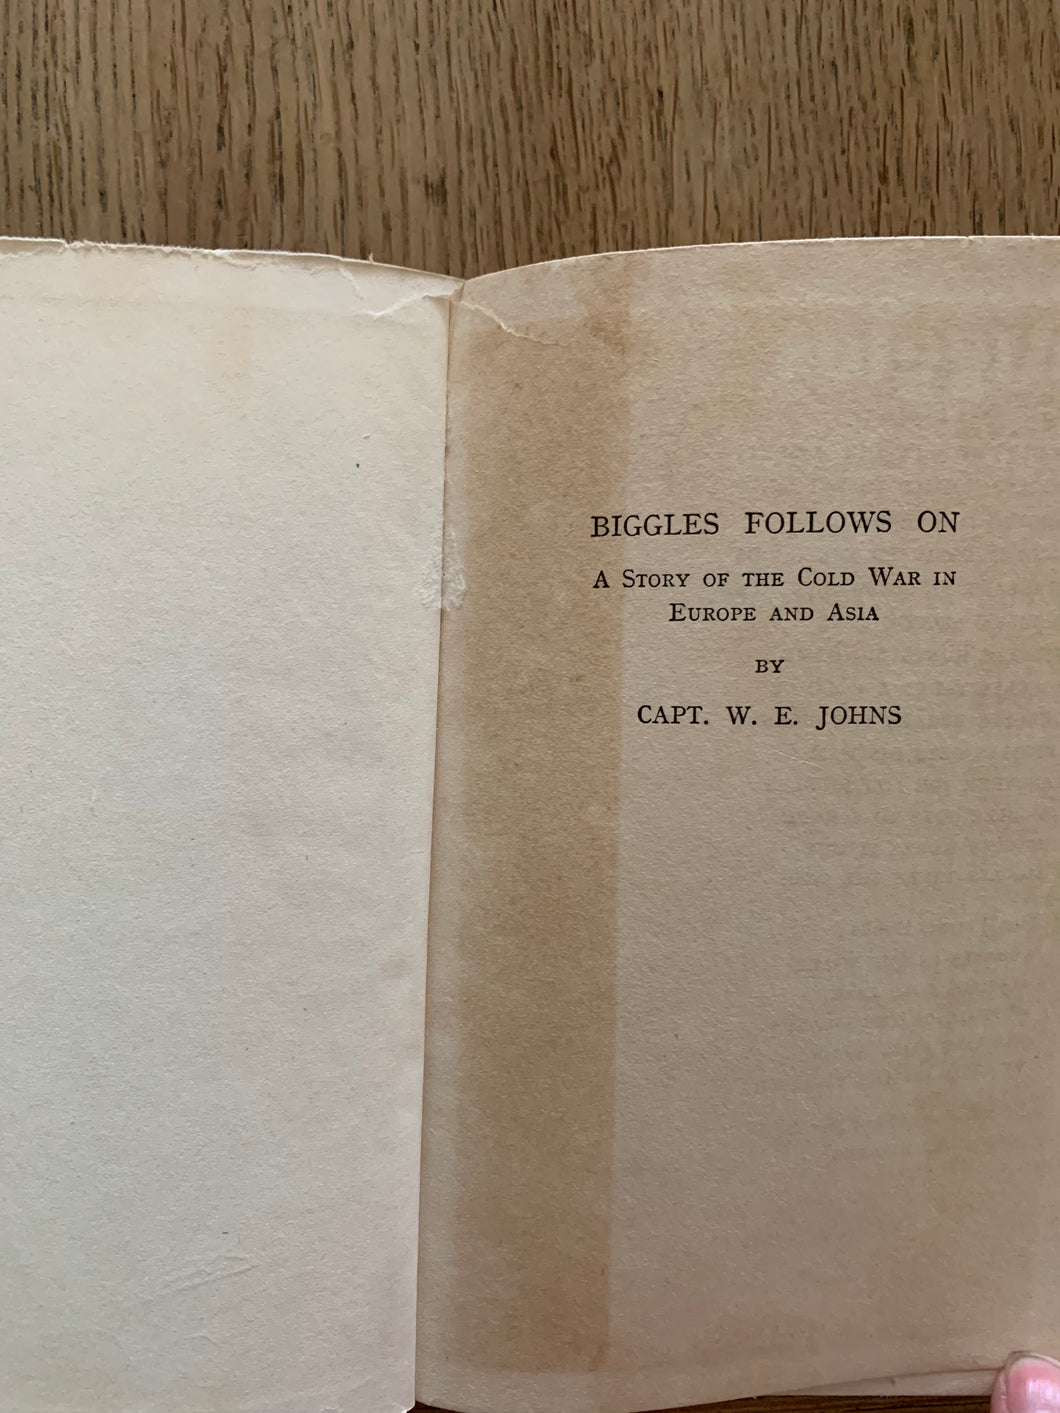 BIGGLES FOLLOWS ON
A STORY OF THE COLD WAR IN
EUROPE AND ASIA
BY
CAPT. W. E. JOHNS